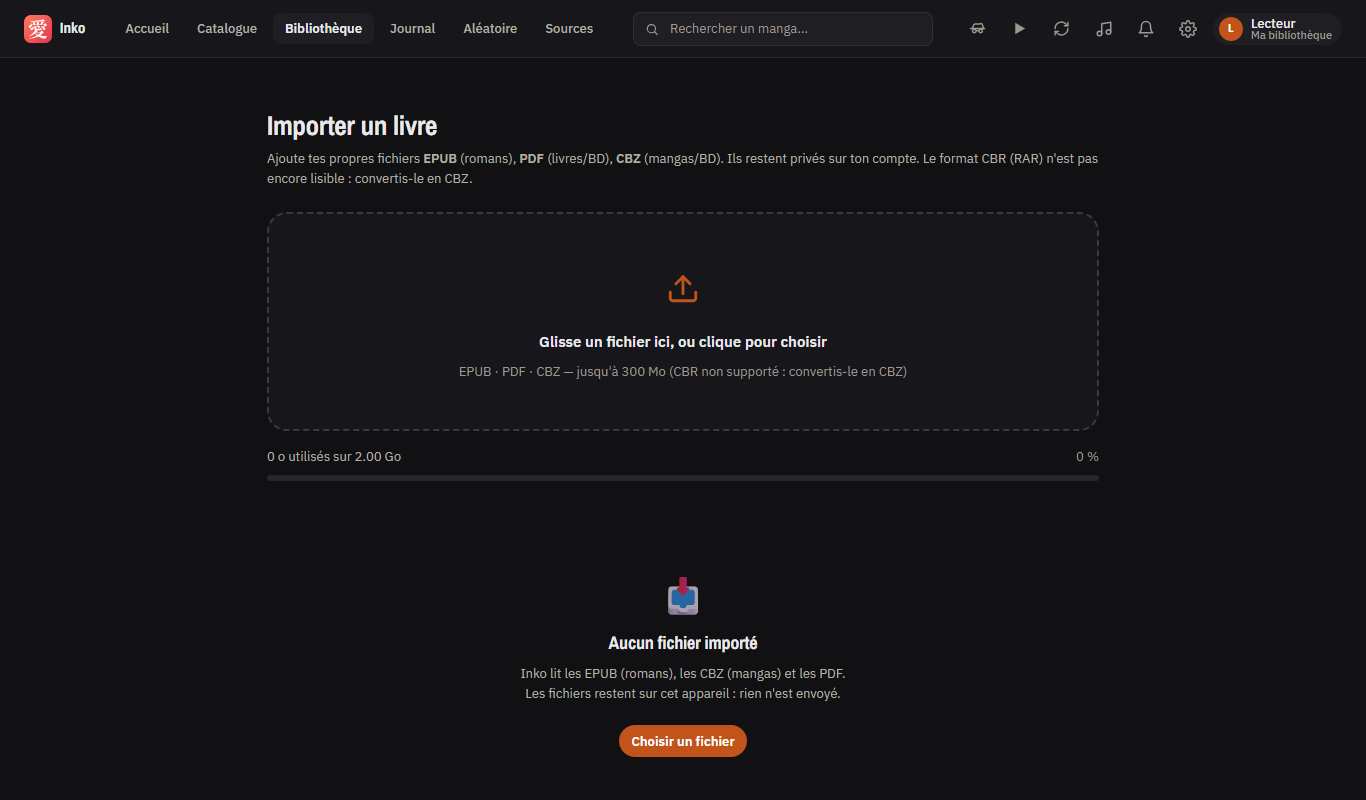 愛 Inko Accueil Catalogue Bibliothèque Journal Aléatoire Sources Rechercher un manga... L Lecteur
Ma bibliothèque
Importer un livre
Ajoute tes propres fichiers EPUB (romans), PDF (livres/BD), CBZ (mangas/BD). Ils restent privés sur ton compte. Le format CBR (RAR) n'est pas
encore lisible : convertis-le en CBZ.
Glisse un fichier ici, ou clique pour choisir
EPUB · PDF · CBZ — jusqu'à 300 Mo (CBR non supporté : convertis-le en CBZ)
0 o utilisés sur 2.00 Go 0 %
Aucun fichier importé
Inko lit les EPUB (romans), les CBZ (mangas) et les PDF.
Les fichiers restent sur cet appareil : rien n'est envoyé.
Choisir un fichier